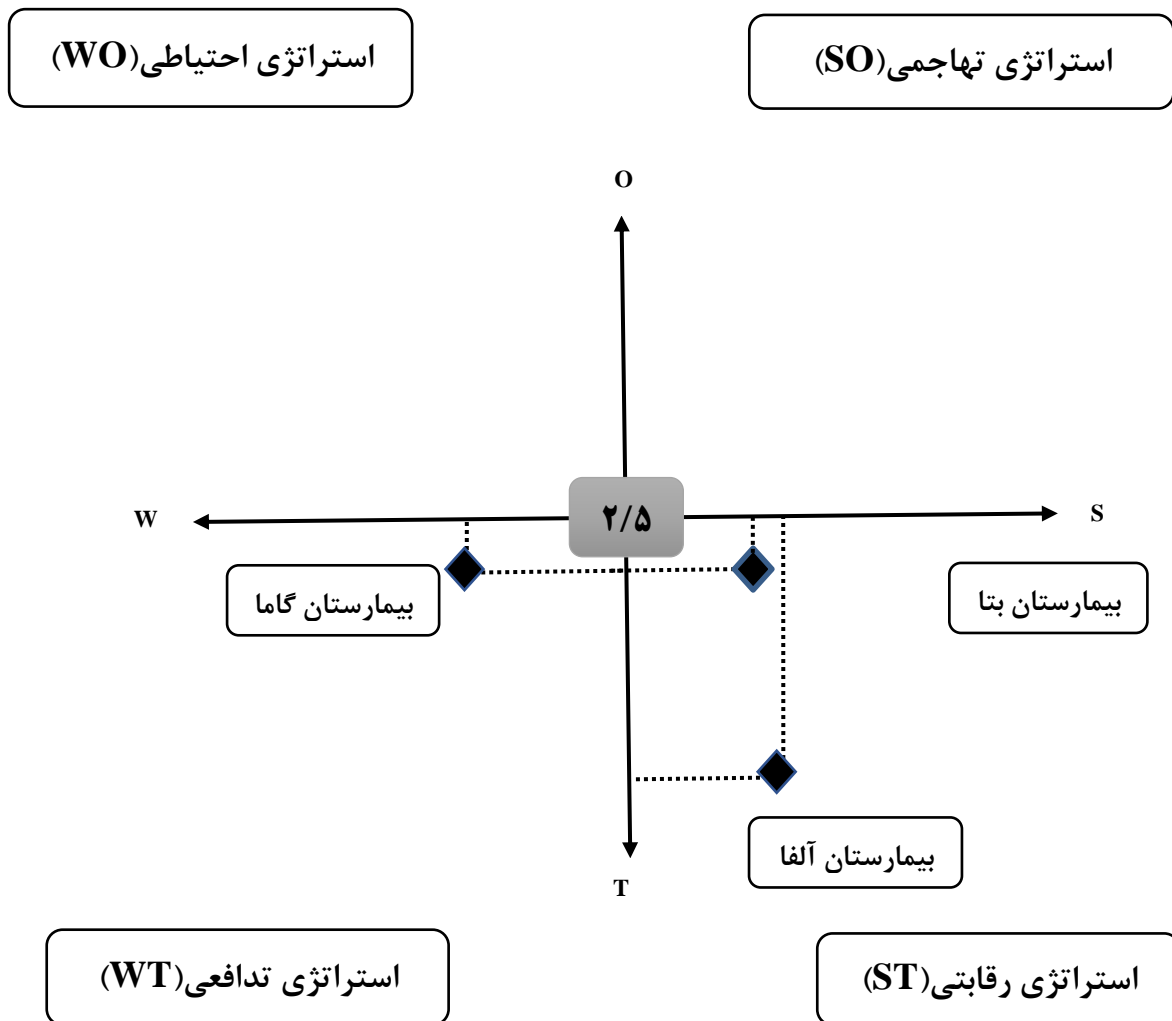 استراتژی تهاجمی(SO)
استراتژی احتیاطی(WO)
O
S
۲/۵
W
بیمارستان بتا
بیمارستان گاما
بیمارستان آلفا
T
استراتژی رقابتی(ST)
استراتژی تدافعی(WT)